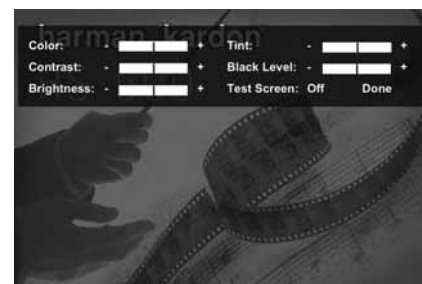 harman kardon
Color: - + Tint: - +
Contrast: - + Black Level: - +
Brightness: - + Test Screen: Off Done